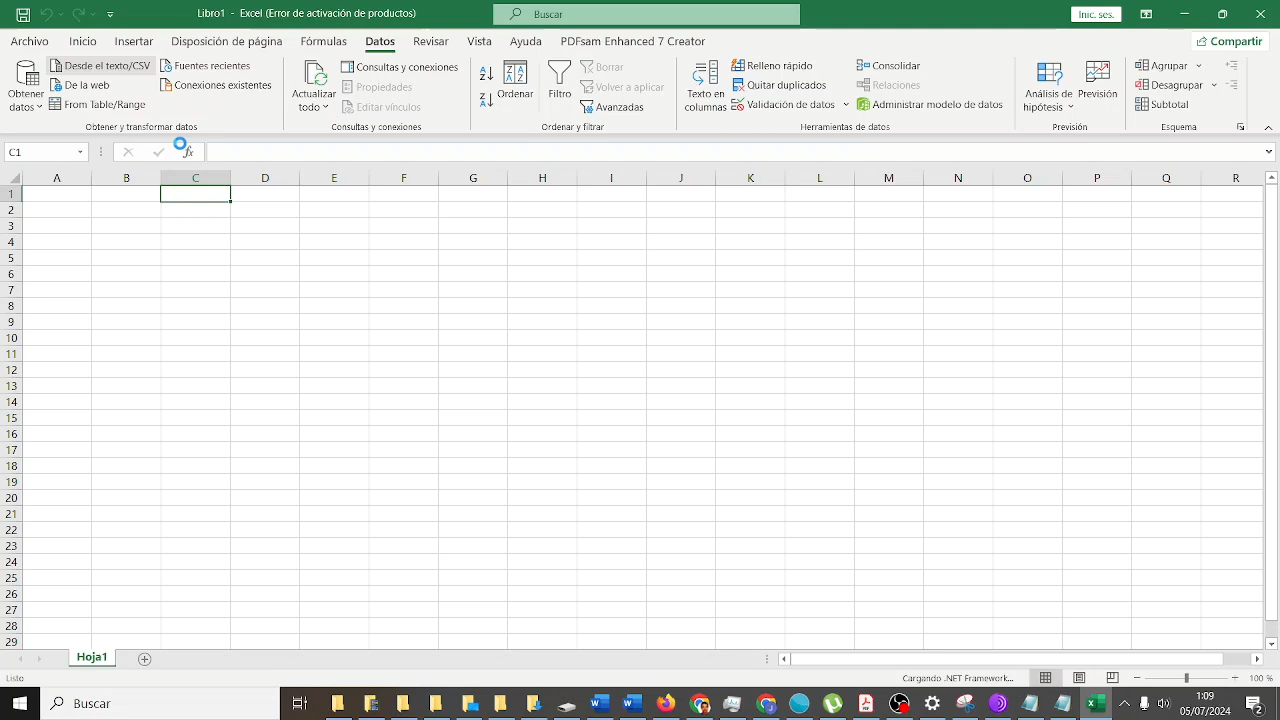 Libro1 - Excel (Error de activación de producto)
Buscar
Inic. ses.
Archivo Inicio Insertar Disposición de página Fórmulas Datos Revisar Vista Ayuda PDFsam Enhanced 7 Creator Compartir
Obtener datos
Desde el texto/CSV
De la web
From Table/Range
Fuentes recientes
Conexiones existentes
Obtener y transformar datos
Actualizar todo
Consultas y conexiones
Propiedades
Editar vínculos
Consultas y conexiones
Ordenar
Filtro
Borrar
Volver a aplicar
Avanzadas
Ordenar y filtrar
Texto en columnas
Relleno rápido
Quitar duplicados
Validación de datos
Consolidar
Relaciones
Administrar modelo de datos
Herramientas de datos
Análisis de hipótesis
Previsión
Previsión
Agrupar
Desagrupar
Subtotal
Esquema
C1
fx
A B C D E F G H I J K L M N O P Q R
1
2
3
4
5
6
7
8
9
10
11
12
13
14
15
16
17
18
19
20
21
22
23
24
25
26
27
28
29
Hoja1
Listo
Cargando .NET Framework...
100 %
Buscar
1:09
05/07/2024
2